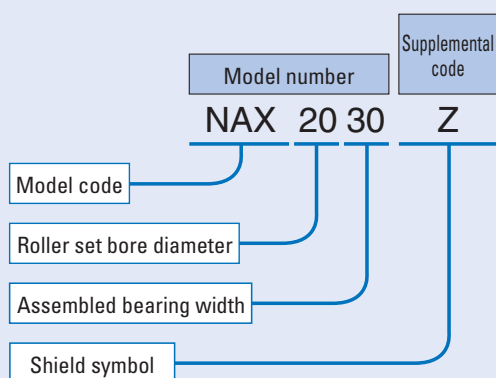 Supplemental
code
Model number
NAX 20 30 Z
Model code
Roller set bore diameter
Assembled bearing width
Shield symbol